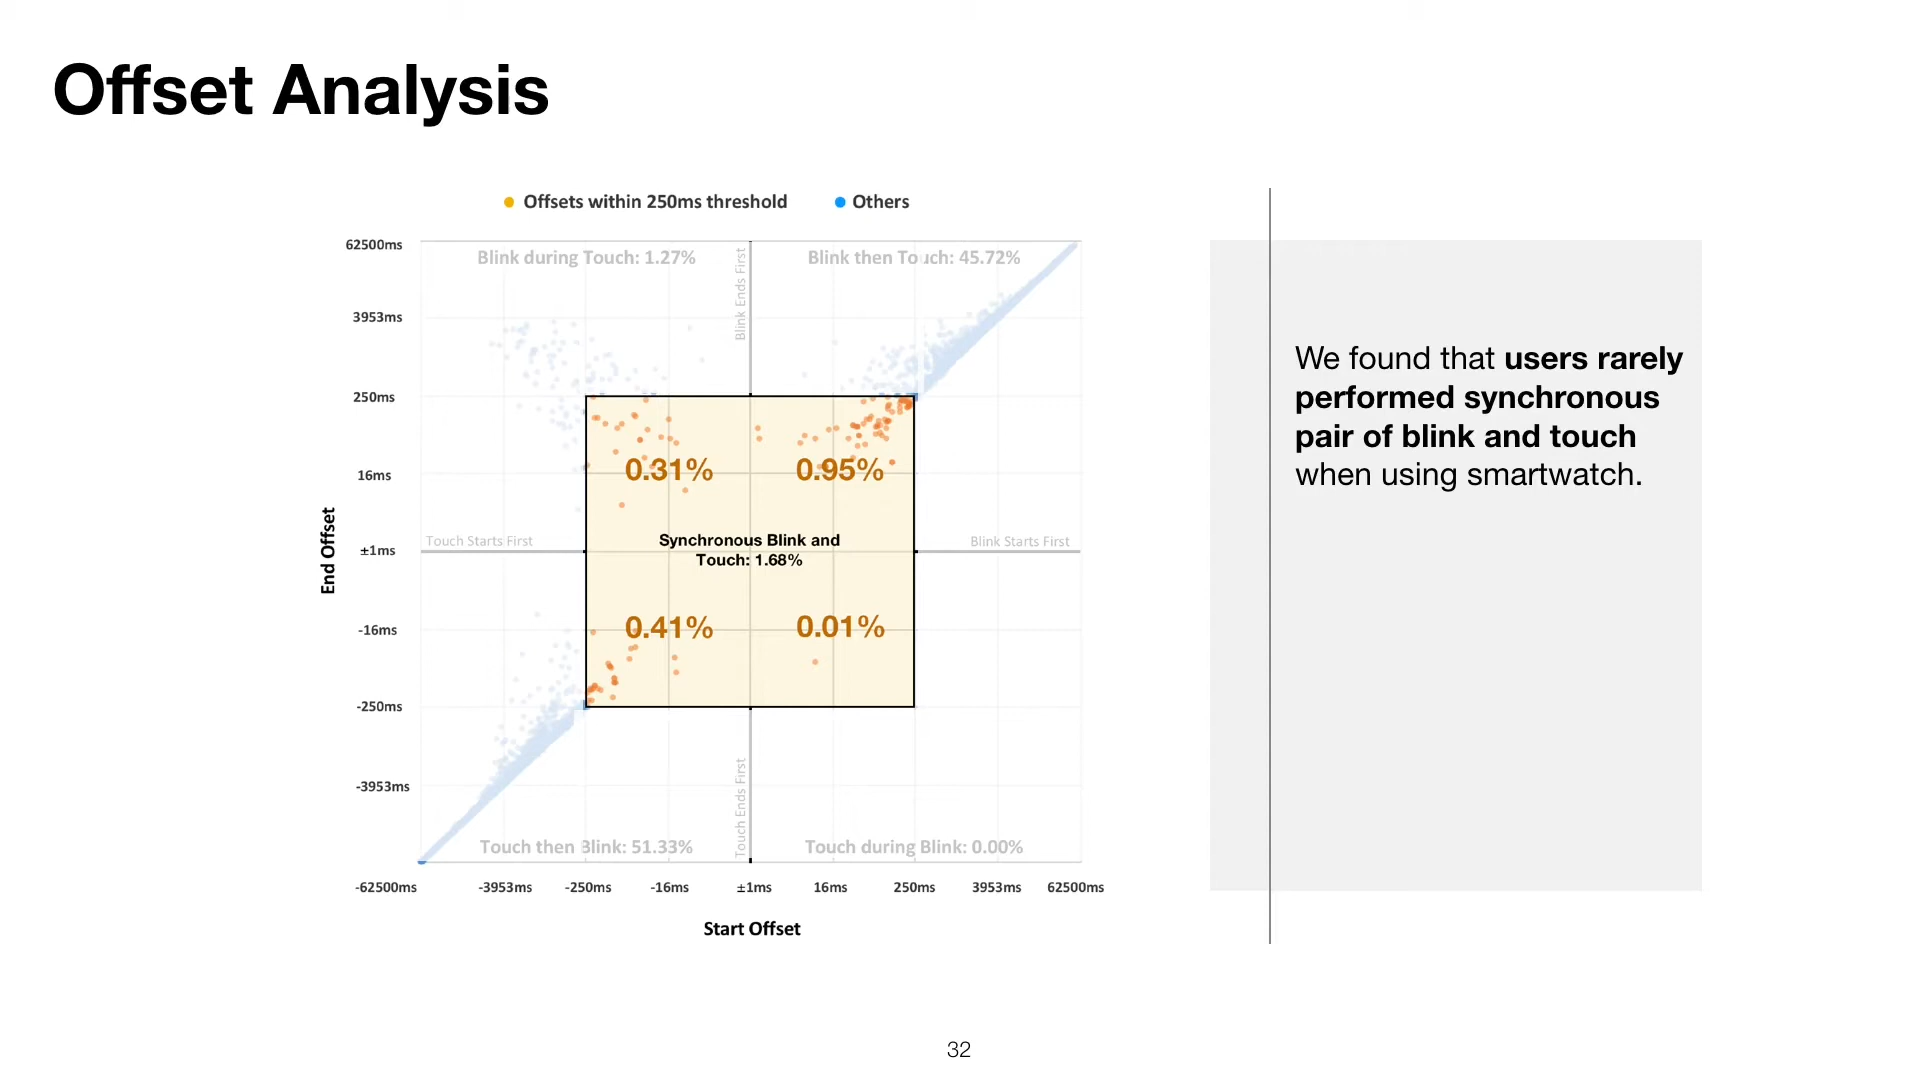 Offset Analysis
Offsets within 250ms threshold
Others
62500ms
3953ms
250ms
16ms
±1ms
-16ms
-250ms
-3953ms
End Offset
Blink during Touch: 1.27%
Blink Ends First
Blink then Touch: 45.72%
0.31%
0.95%
Touch Starts First
Synchronous Blink and
Touch: 1.68%
Blink Starts First
0.41%
0.01%
Touch then Blink: 51.33%
Touch Ends First
Touch during Blink: 0.00%
-62500ms
-3953ms
-250ms
-16ms
±1ms
16ms
250ms
3953ms
62500ms
Start Offset
We found that users rarely
performed synchronous
pair of blink and touch
when using smartwatch.
32